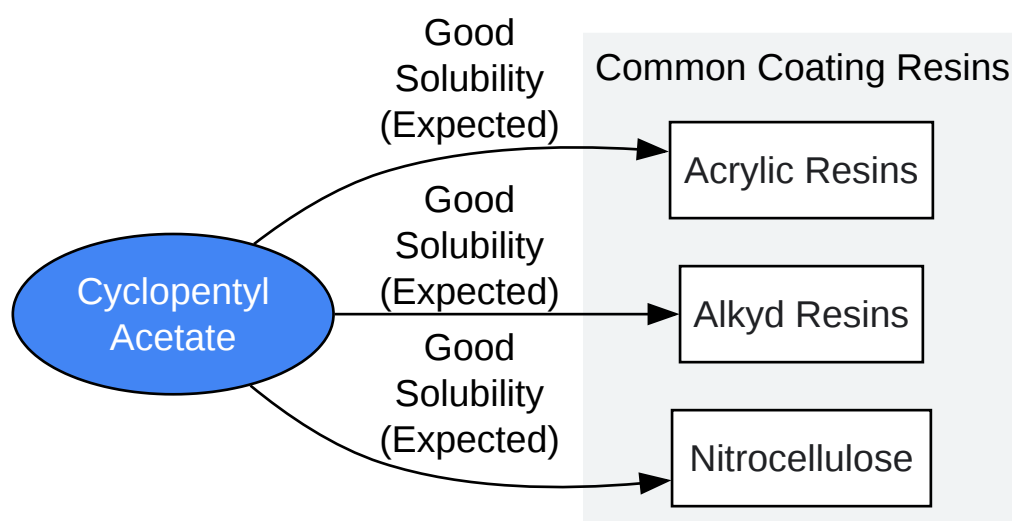 Good
Solubility
(Expected)
Common Coating Resins
Acrylic Resins
Good
Solubility
(Expected)
Cyclopentyl
Acetate
Alkyd Resins
Good
Solubility
(Expected)
Nitrocellulose